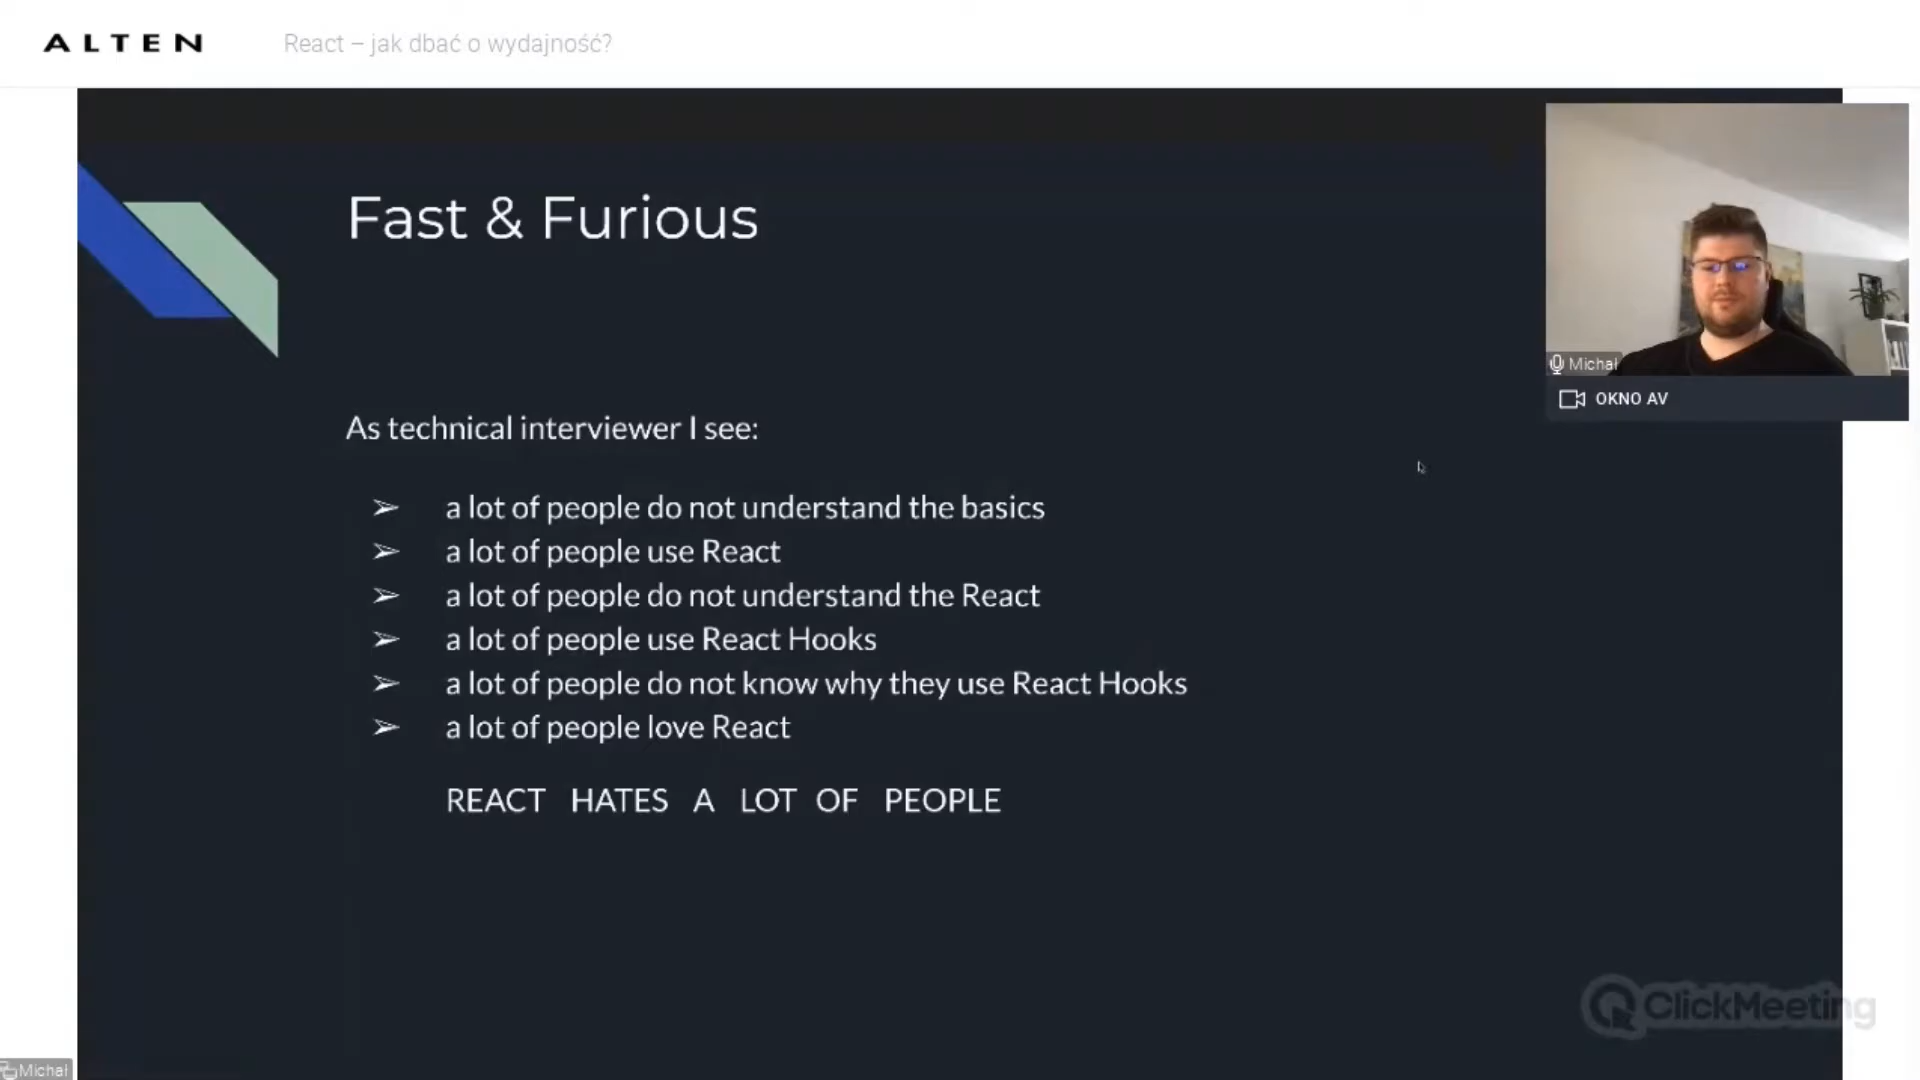 ALTEN
React – jak dbać o wydajność?
Fast & Furious
Michał
OKNO AV
As technical interviewer I see:
➢ a lot of people do not understand the basics
➢ a lot of people use React
➢ a lot of people do not understand the React
➢ a lot of people use React Hooks
➢ a lot of people do not know why they use React Hooks
➢ a lot of people love React
REACT HATES A LOT OF PEOPLE
ClickMeeting
Michał